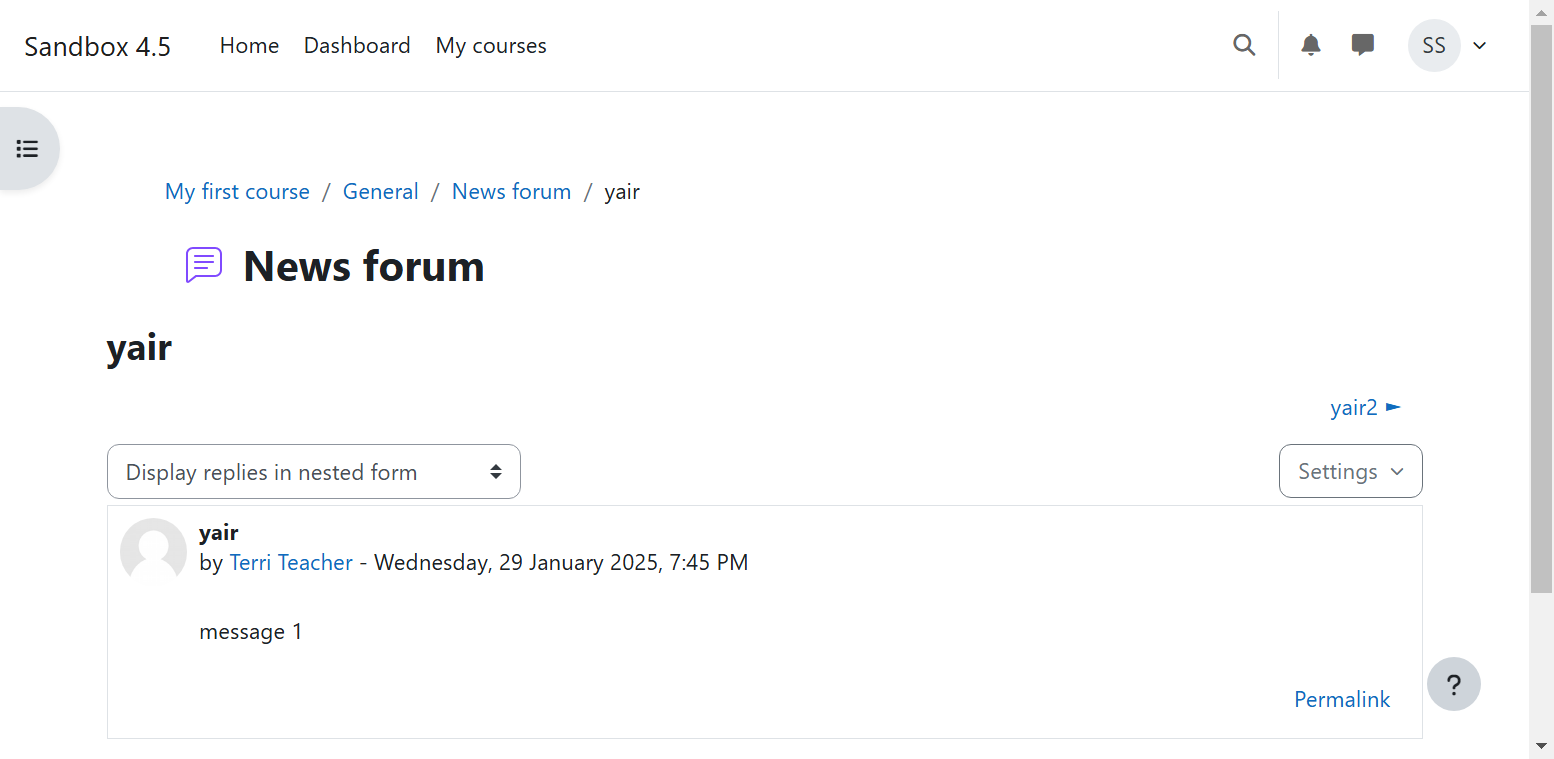 Sandbox 4.5 Home Dashboard My courses SS
My first course / General / News forum / yair
News forum
yair
yair2 ►
Display replies in nested form Settings
yair
by Terri Teacher - Wednesday, 29 January 2025, 7:45 PM
message 1
Permalink
?